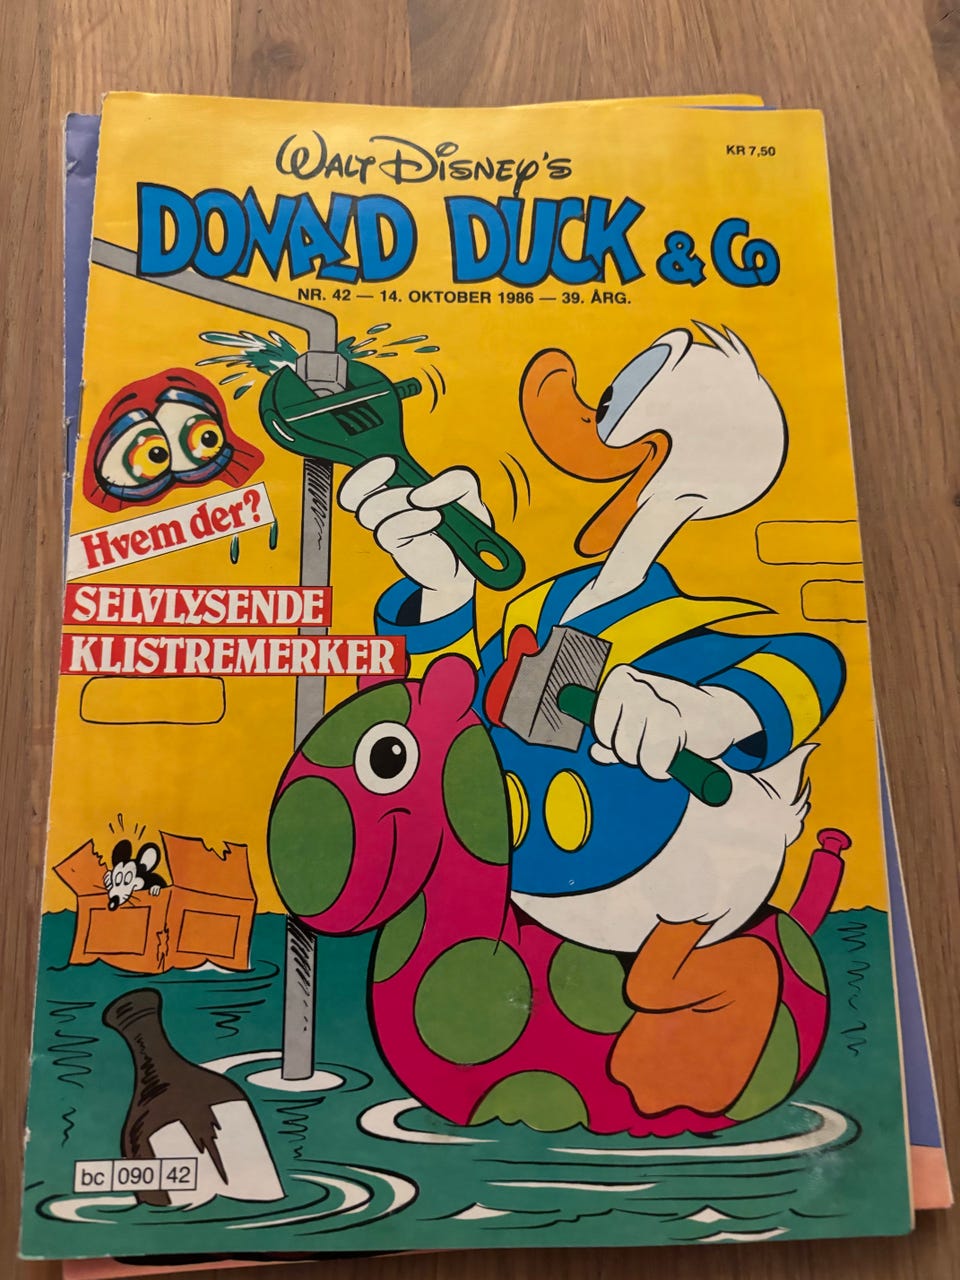 WALT DISNEY'S
KR 7,50
DONALD DUCK & Co
NR. 42 — 14. OKTOBER 1986 — 39. ÅRG.
Hvem der?
SELVLYSENDE
KLISTREMERKER
bc 090 42